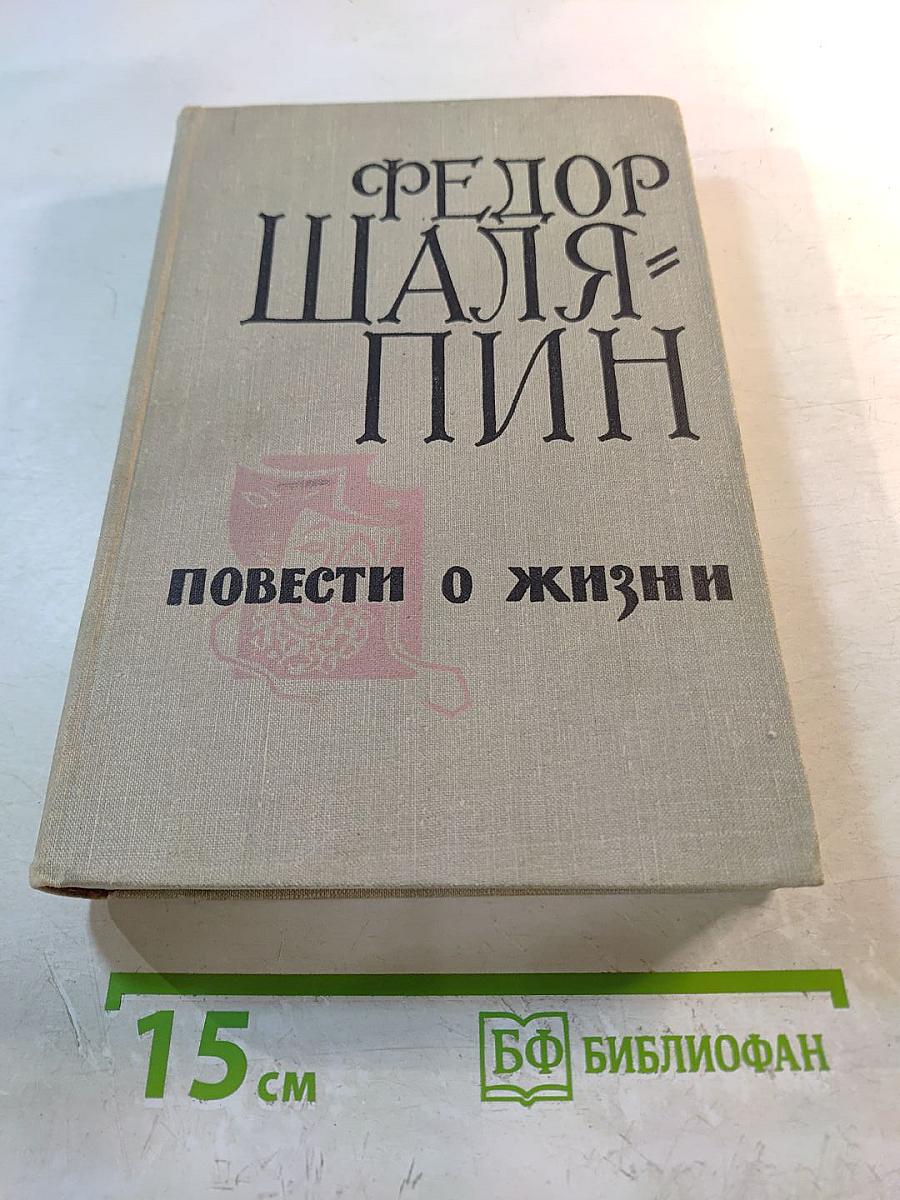 ФЕДОР
ШАЛЯ=
ПИН
ПОВЕСТИ О ЖИЗНИ
15 см
БФ БИБЛИОФАН